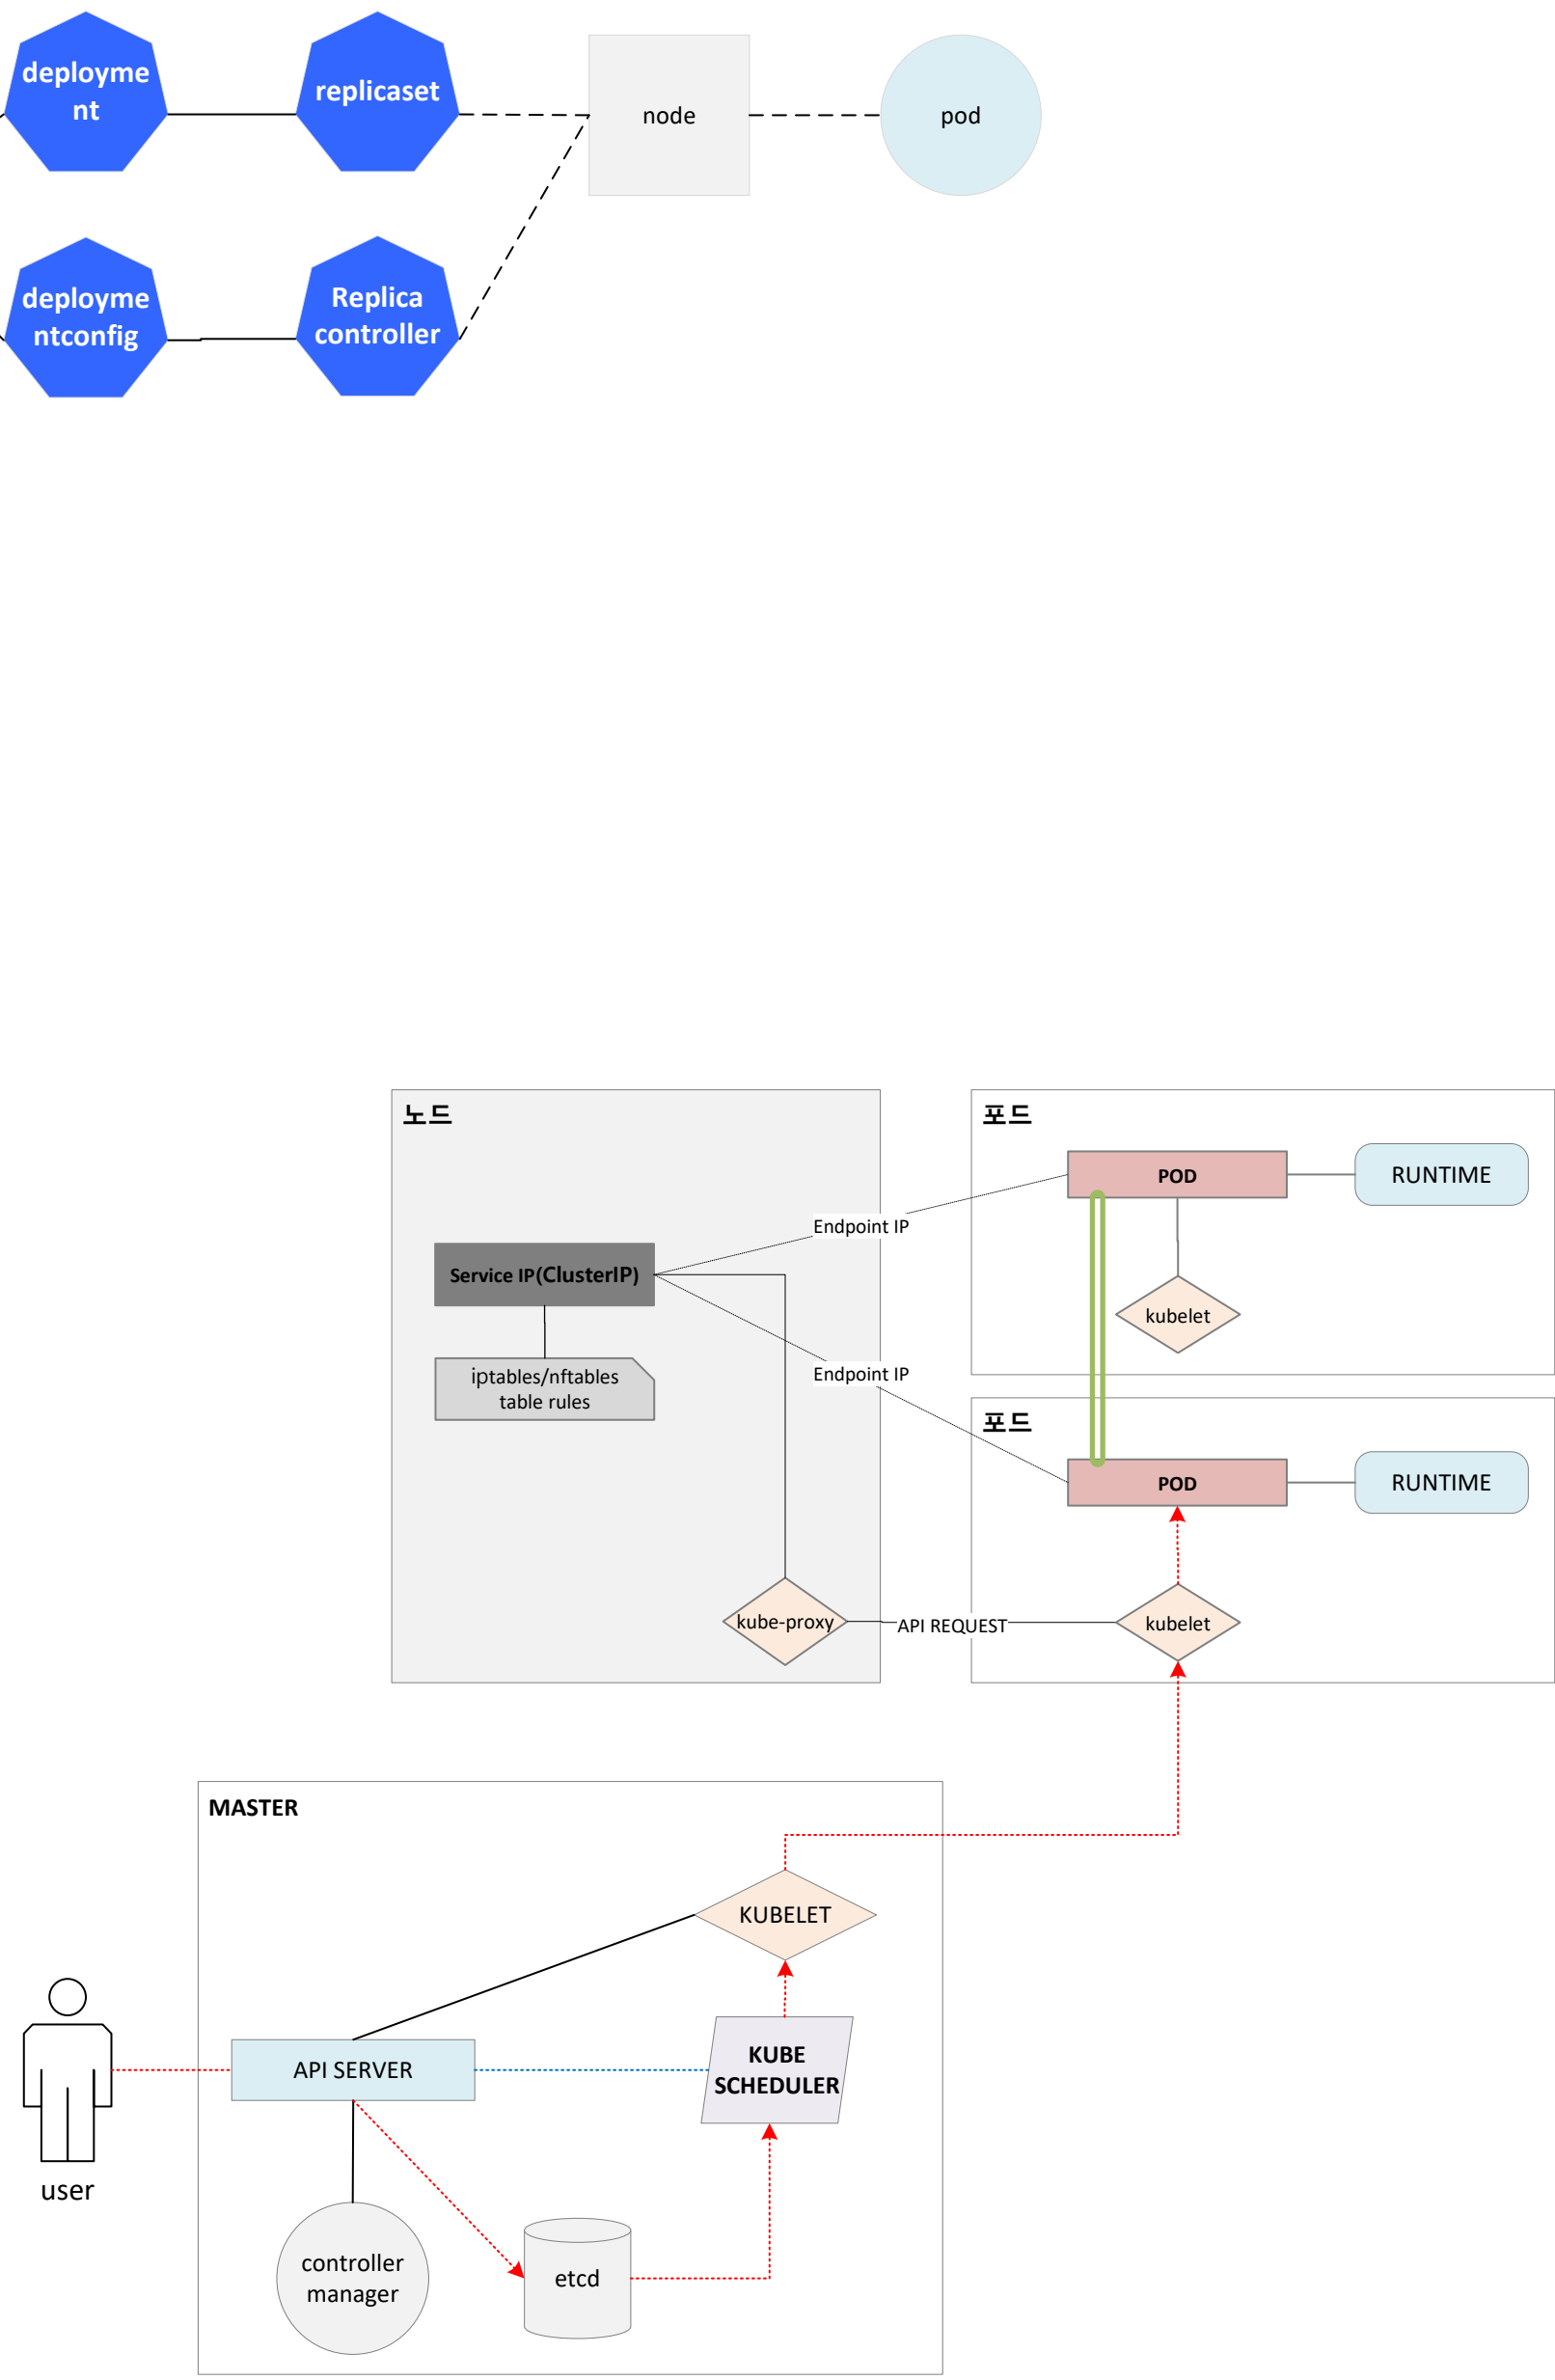 deployme
nt
replicaset
node
pod
deployme
ntconfig
Replica
controller
노드
포드
POD
RUNTIME
Endpoint IP
Service IP(ClusterIP)
kubelet
iptables/nftables
table rules
Endpoint IP
포드
POD
RUNTIME
kube-proxy
API REQUEST
kubelet
MASTER
KUBELET
API SERVER
KUBE
SCHEDULER
user
controller
manager
etcd